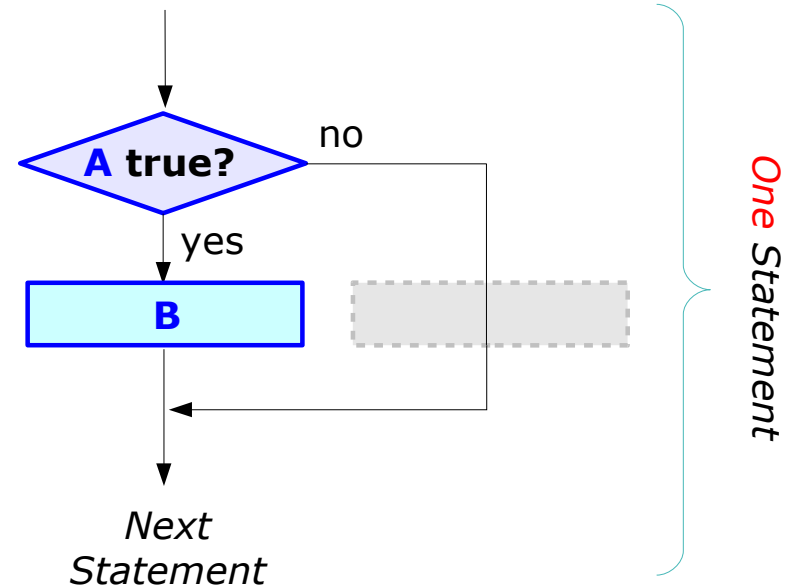 no
A true?
yes
B
Next
Statement
One Statement